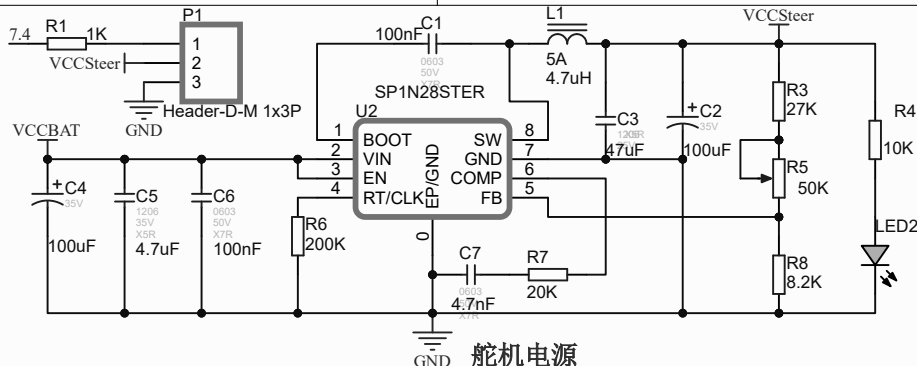 P1
7.4 R1 1K 1
VCCSteer 2
3
GND
Header-D-M 1x3P
C1
100nF
0603
50V
X7R
L1
5A
4.7uH
VCCSteer
SP1N28STER
U2
1 BOOT SW 8
2 VIN GND 7
3 EN COMP 6
4 RT/CLK FB 5
EP/GND
0
VCCBAT
C4
35V
100uF
C5
1206
35V
X5R
4.7uF
C6
0603
50V
X7R
100nF
R6
200K
C7
0603
4.7nF
X7R
R7
20K
C3
47uF
C2
35V
100uF
R3
27K
R5
50K
R8
8.2K
R4
10K
LED2
GND
舵机电源